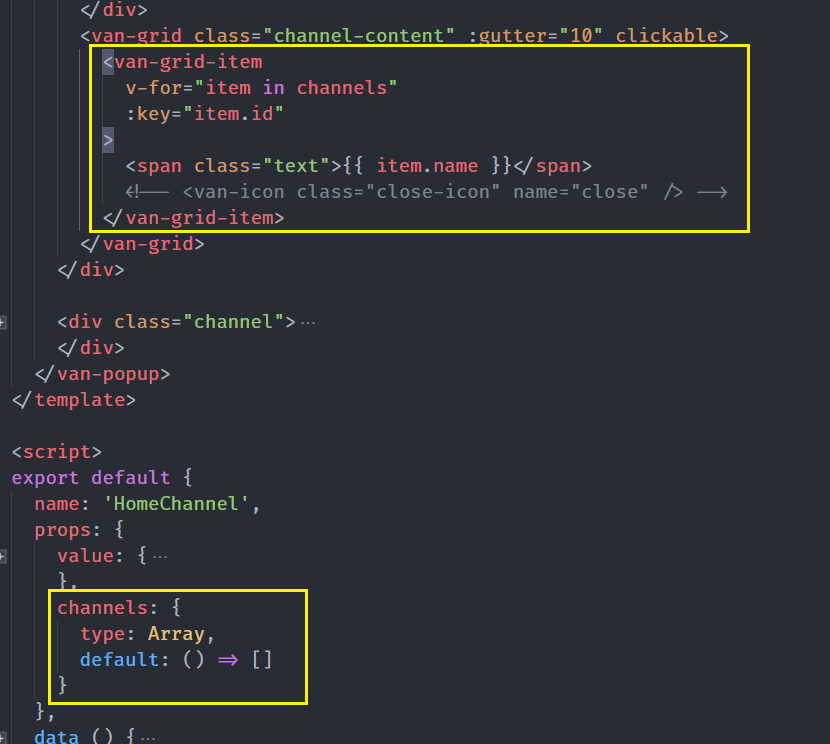 </div>
<van-grid class="channel-content" :gutter="10" clickable>
<van-grid-item
v-for="item in channels"
:key="item.id"
>
<span class="text">{{ item.name }}</span>
<!-- <van-icon class="close-icon" name="close" /> -->
</van-grid-item>
</van-grid>
</div>
<div class="channel">···
</div>
</van-popup>
</template>
<script>
export default {
name: 'HomeChannel',
props: {
value: {···
},
channels: {
type: Array,
default: () => []
}
},
data () {···